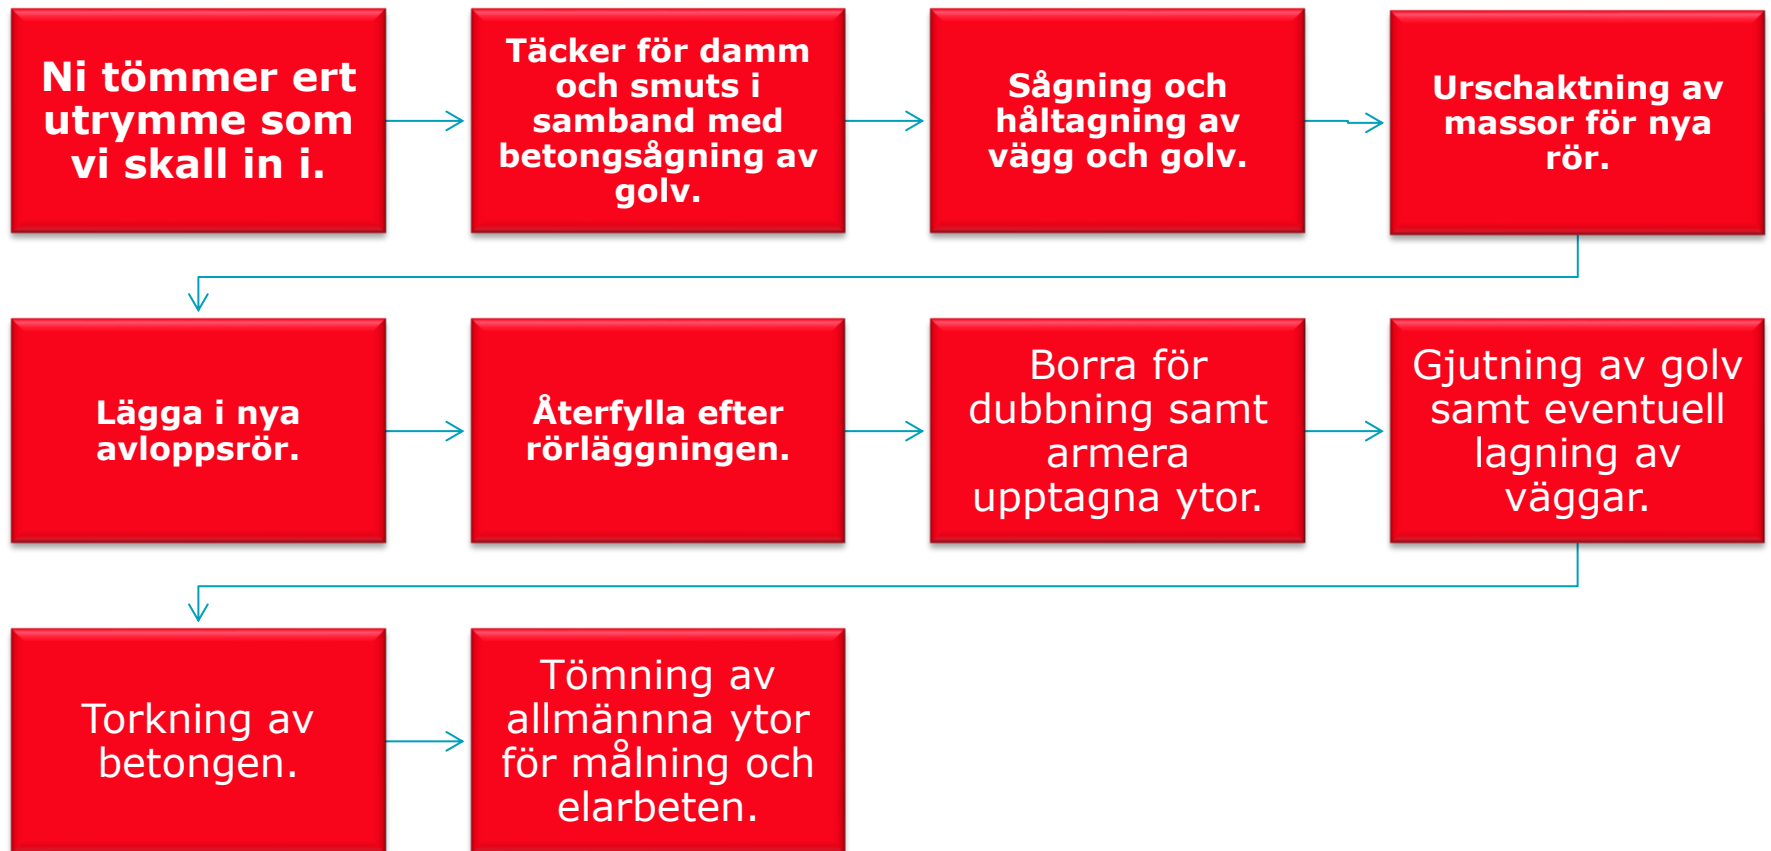 Ni tömmer ert
utrymme som
vi skall in i.
Täcker för damm
och smuts i
samband med
betongsågning av
golv.
Sågning och
håltagning av
vägg och golv.
Urschaktning av
massor för nya
rör.
Lägga i nya
avloppsrör.
Återfylla efter
rörläggningen.
Borra för
dubbning samt
armera
upptagna ytor.
Gjutning av golv
samt eventuell
lagning av
väggar.
Torkning av
betongen.
Tömning av
allmännna ytor
för målning och
elarbeten.